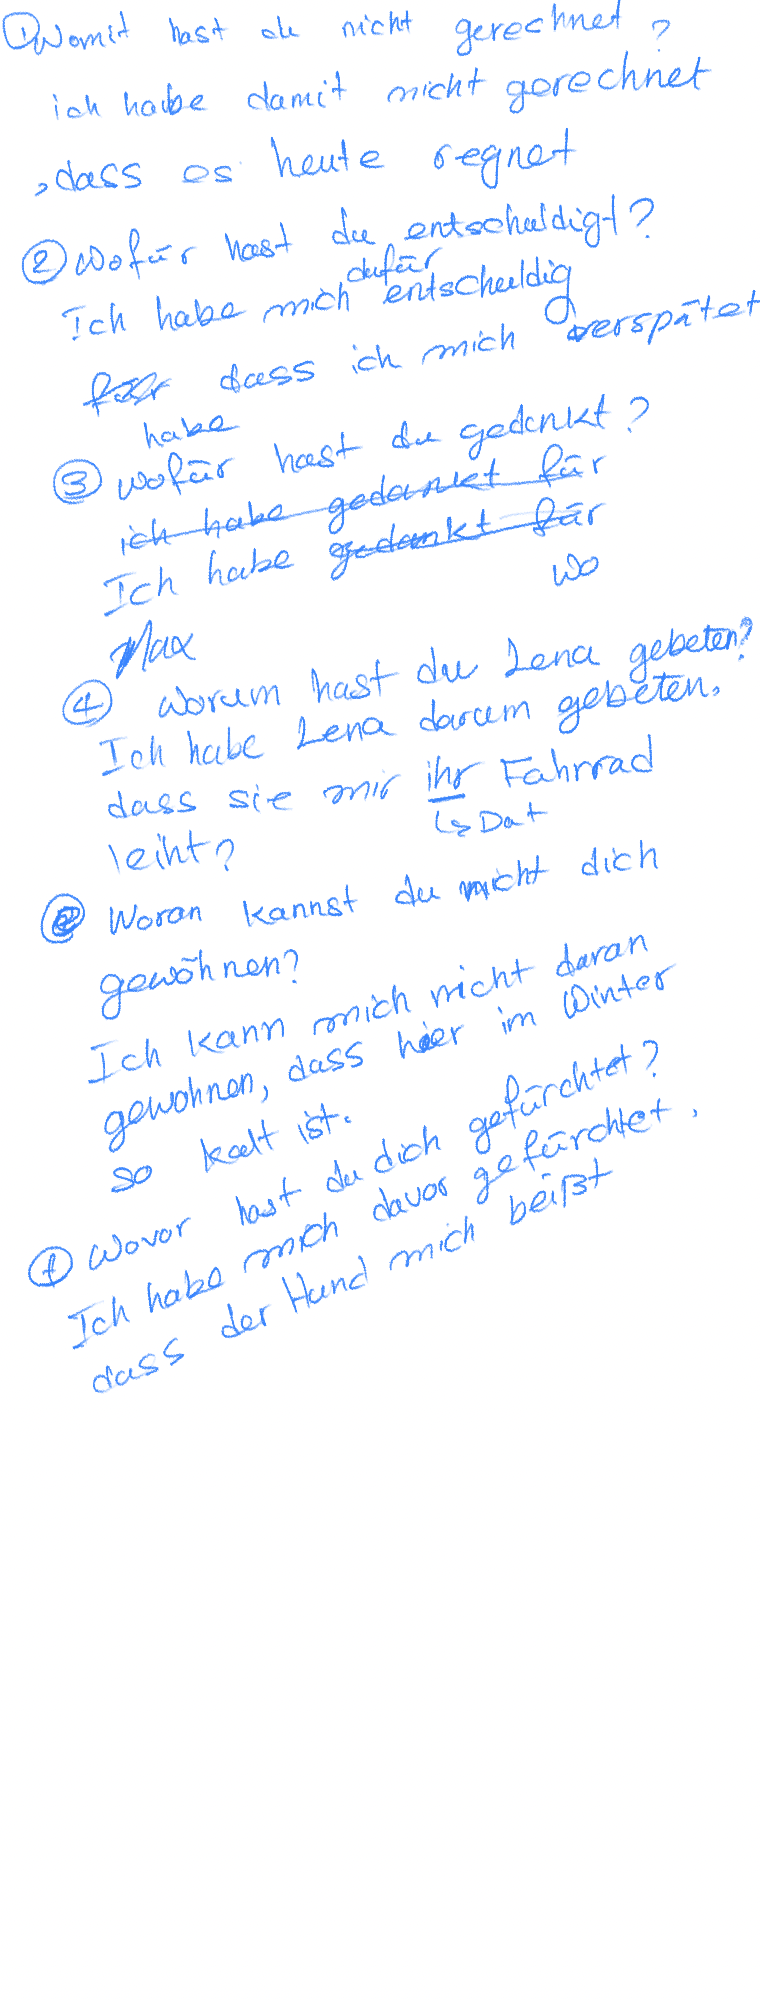 ① Womit hast du nicht gerechnet?
ich habe damit nicht gerechnet
, dass es heute regnet
② Wofür hast du entschuldigt?
dafür
Ich habe mich entschuldig
für dass ich mich verspätet
habe
③ Wofür hast du gedankt?
ich habe gedankt für
Ich habe gedankt für
wo
Max
④ Worum hast du Lena gebeten?
Ich habe Lena darum gebeten.
dass sie mir ihr Fahrrad
↳ Dat
leiht?
Woran kannst du nicht dich
gewöhnen?
Ich kann mich nicht daran
gewohnen, dass hier im Winter
so kalt ist.
Wovor hast du dich gefürchtet?
Ich habe mich davor gefürchtet,
dass der Hund mich beißt